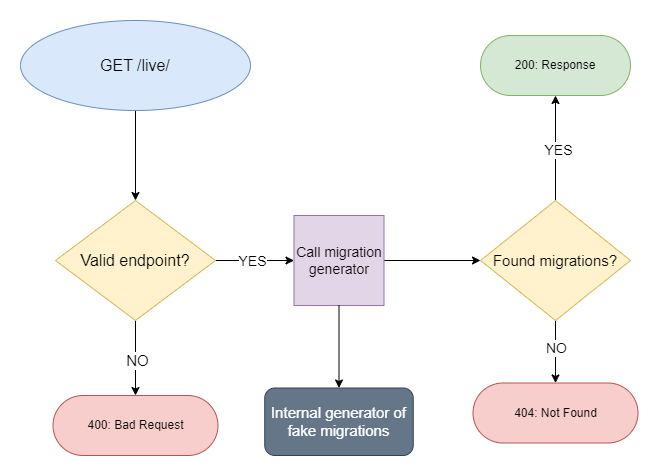 GET /live/
200: Response
YES
Valid endpoint?
YES
Call migration
generator
Found migrations?
NO
NO
400: Bad Request
Internal generator of
fake migrations
404: Not Found